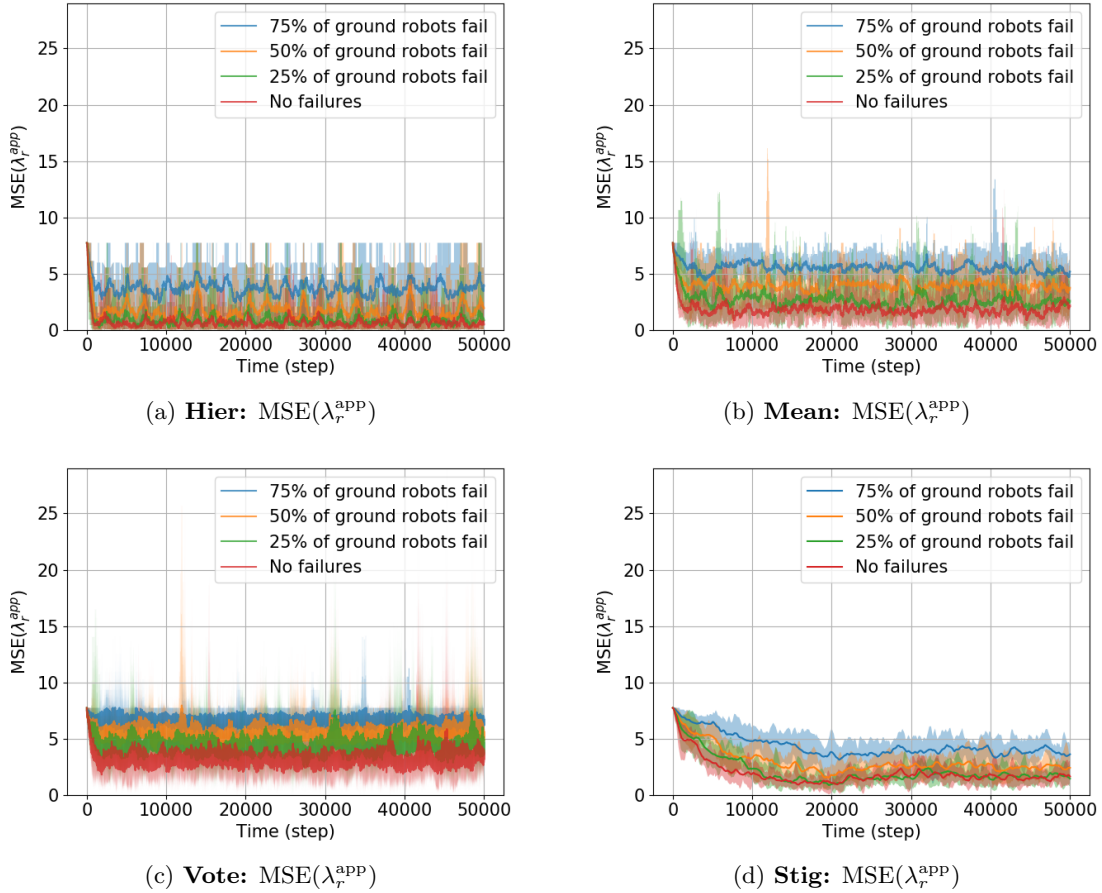 75% of ground robots fail
50% of ground robots fail
25% of ground robots fail
No failures
MSE(λ_r^{app})
25
20
15
10
5
0
0 10000 20000 30000 40000 50000
Time (step)
(a) Hier: MSE(λ_r^{app})
75% of ground robots fail
50% of ground robots fail
25% of ground robots fail
No failures
MSE(λ_r^{app})
25
20
15
10
5
0
0 10000 20000 30000 40000 50000
Time (step)
(b) Mean: MSE(λ_r^{app})
75% of ground robots fail
50% of ground robots fail
25% of ground robots fail
No failures
MSE(λ_r^{app})
25
20
15
10
5
0
0 10000 20000 30000 40000 50000
Time (step)
(c) Vote: MSE(λ_r^{app})
75% of ground robots fail
50% of ground robots fail
25% of ground robots fail
No failures
MSE(λ_r^{app})
25
20
15
10
5
0
0 10000 20000 30000 40000 50000
Time (step)
(d) Stig: MSE(λ_r^{app})